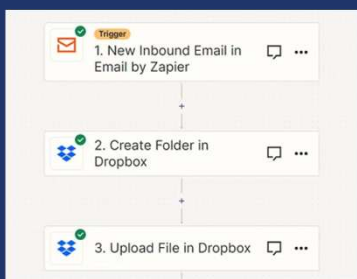 Trigger
1. New Inbound Email in
Email by Zapier
2. Create Folder in
Dropbox
3. Upload File in Dropbox